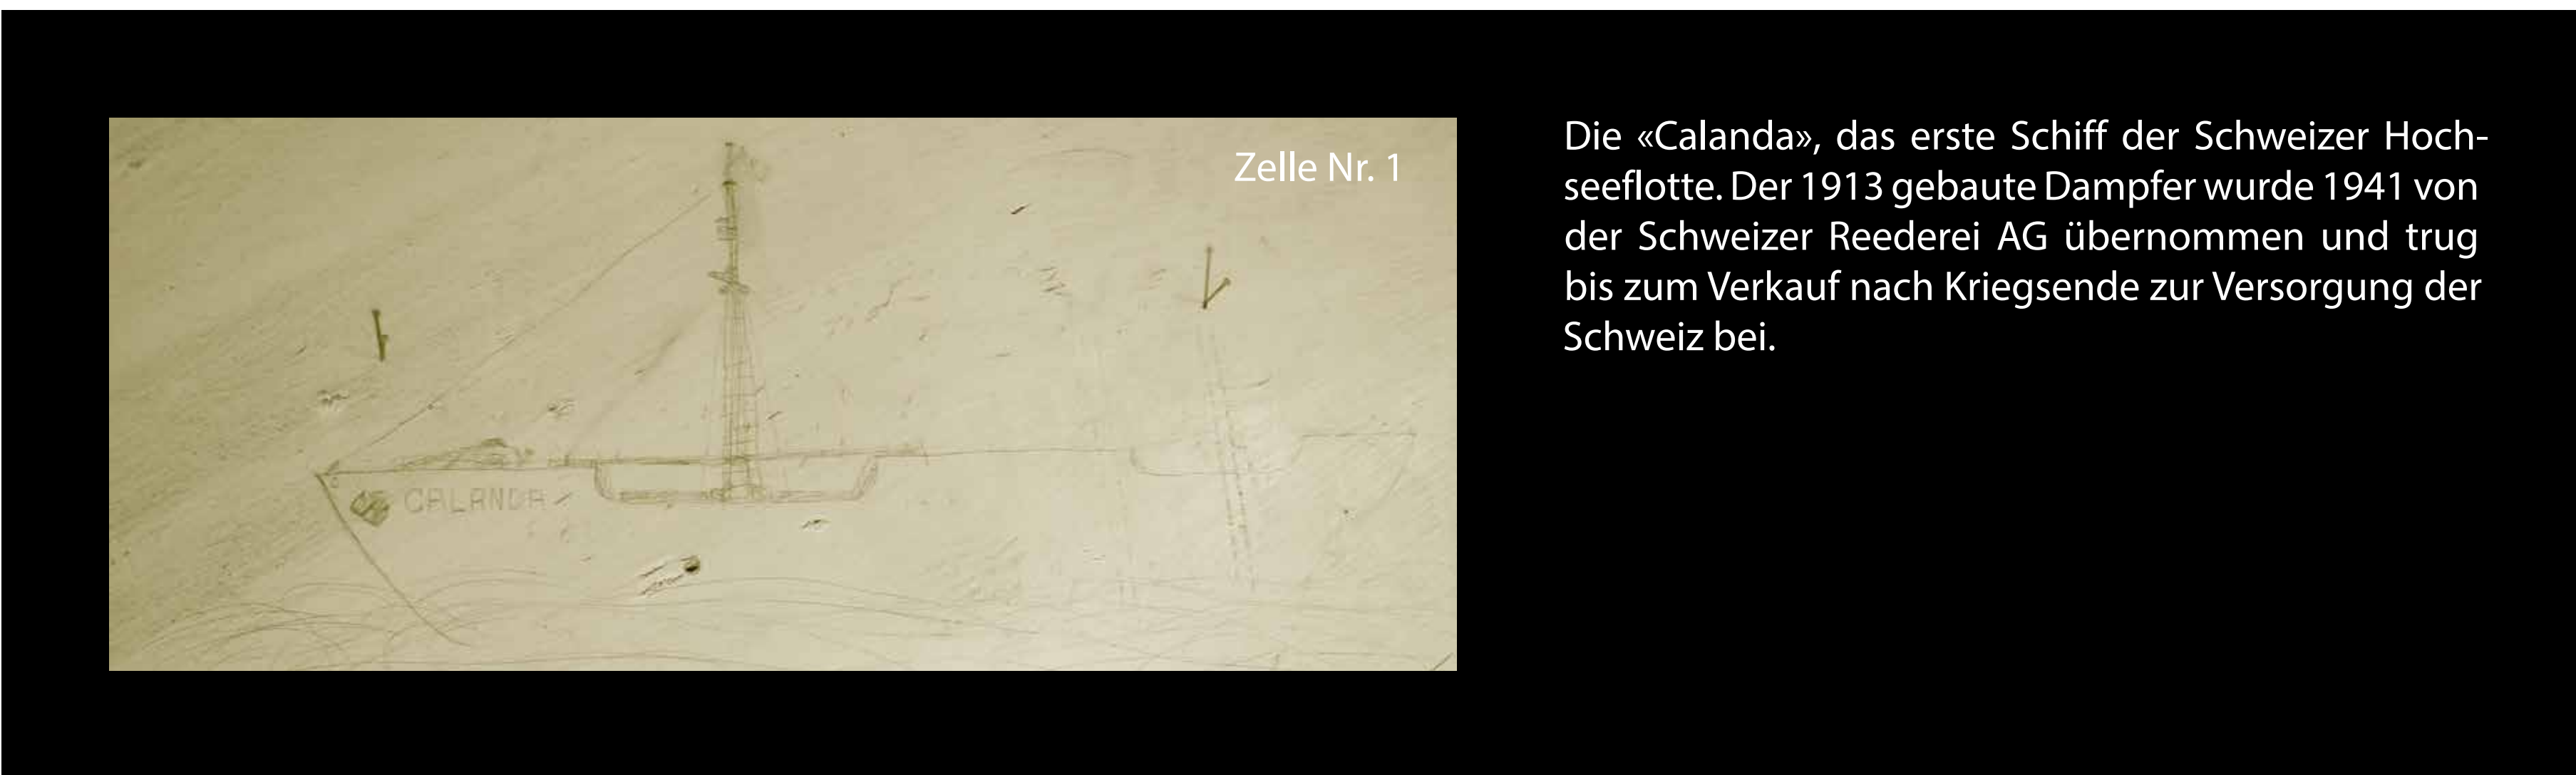 Zelle Nr. 1
CALANDA
Die «Calanda», das erste Schiff der Schweizer Hoch-
seeflotte. Der 1913 gebaute Dampfer wurde 1941 von
der Schweizer Reederei AG übernommen und trug
bis zum Verkauf nach Kriegsende zur Versorgung der
Schweiz bei.